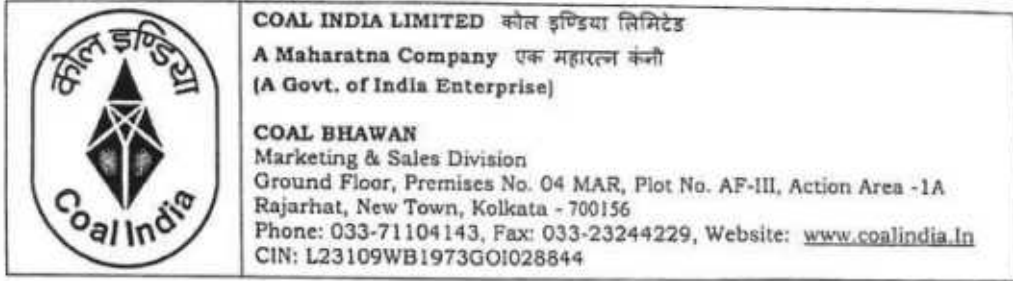 कोल इण्डिया
Coal India
COAL INDIA LIMITED कोल इण्डिया लिमिटेड
A Maharatna Company एक महारत्न कंनी
(A Govt. of India Enterprise)
COAL BHAWAN
Marketing & Sales Division
Ground Floor, Premises No. 04 MAR, Plot No. AF-III, Action Area -1A
Rajarhat, New Town, Kolkata - 700156
Phone: 033-71104143, Fax: 033-23244229, Website: www.coalindia.In
CIN: L23109WB1973GOI028844